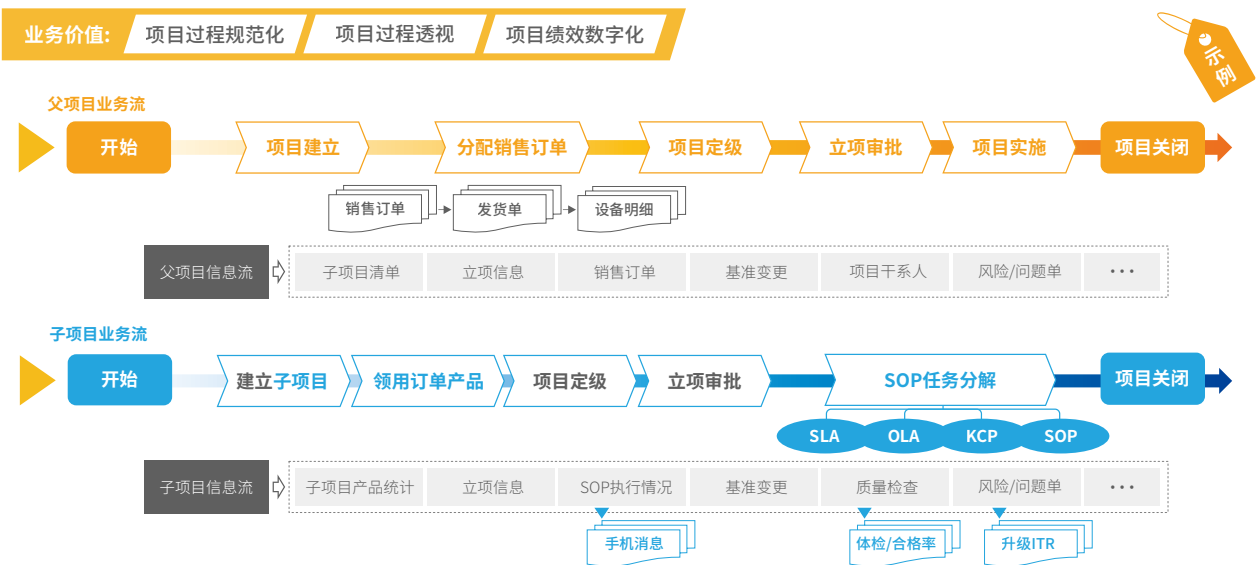 业务价值: 项目过程规范化 项目过程透视 项目绩效数字化
示例
父项目业务流
开始 项目建立 分配销售订单 项目定级 立项审批 项目实施 项目关闭
销售订单 发货单 设备明细
父项目信息流 子项目清单 立项信息 销售订单 基准变更 项目干系人 风险/问题单 ···
子项目业务流
开始 建立子项目 领用订单产品 项目定级 立项审批 SOP任务分解 项目关闭
SLA OLA KCP SOP
子项目信息流 子项目产品统计 立项信息 SOP执行情况 基准变更 质量检查 风险/问题单 ···
手机消息 体检/合格率 升级ITR